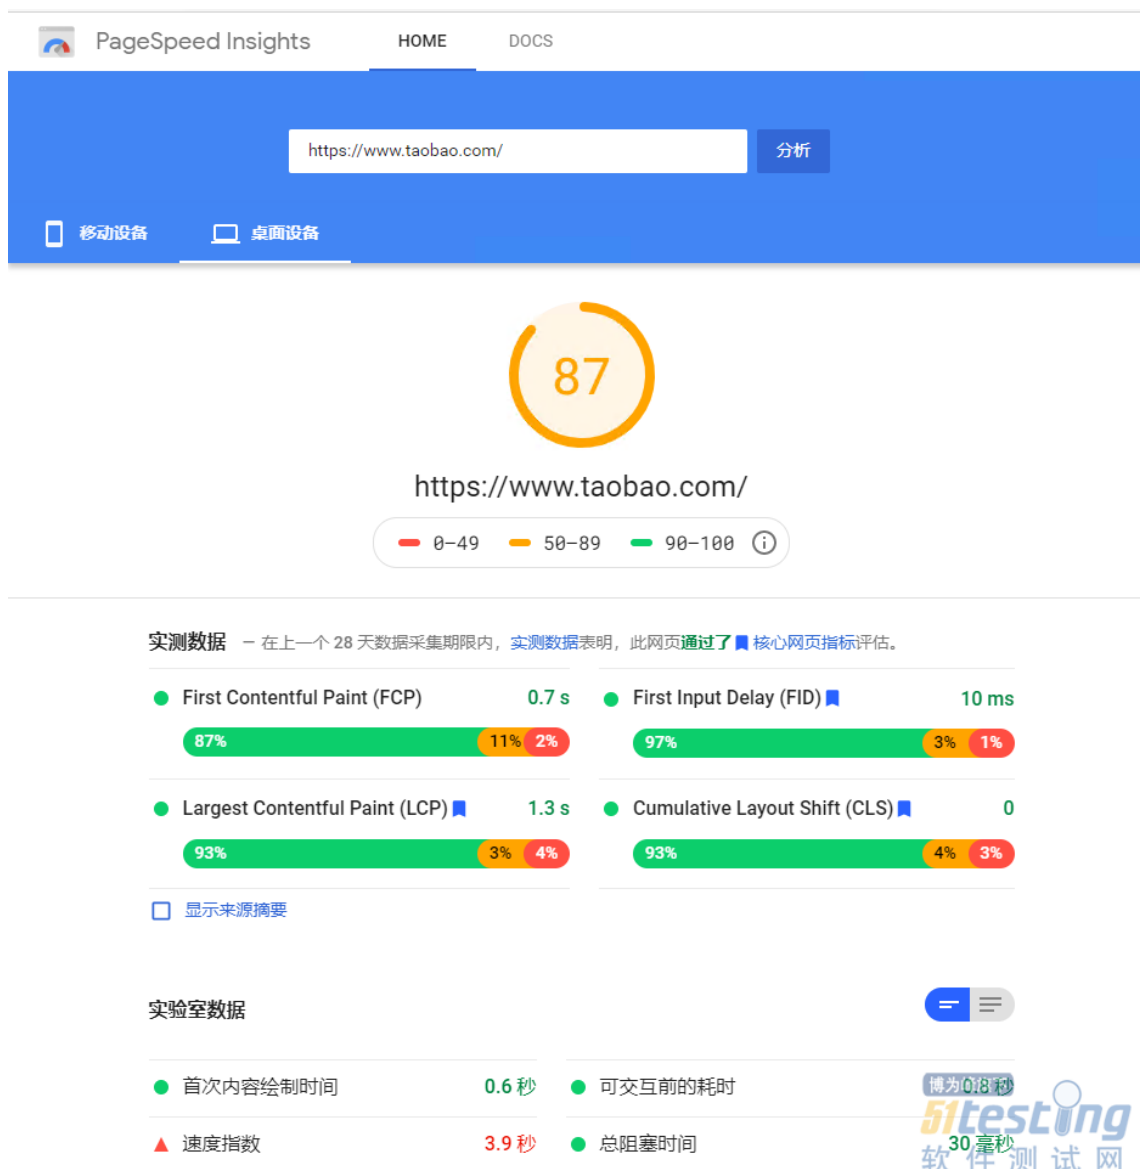 PageSpeed Insights HOME DOCS
https://www.taobao.com/ 分析
移动设备 桌面设备
87
https://www.taobao.com/
0–49 50–89 90–100
实测数据 — 在上一个 28 天数据采集期限内，实测数据表明，此网页通过了 核心网页指标评估。
First Contentful Paint (FCP) 0.7 s First Input Delay (FID) 10 ms
87% 11% 2% 97% 3% 1%
Largest Contentful Paint (LCP) 1.3 s Cumulative Layout Shift (CLS) 0
93% 3% 4% 93% 4% 3%
显示来源摘要
实验室数据
首次内容绘制时间 0.6 秒 可交互前的耗时 0.8 秒
博为
速度指数 3.9 秒 总阻塞时间 30 毫秒
51testing
软件测试网